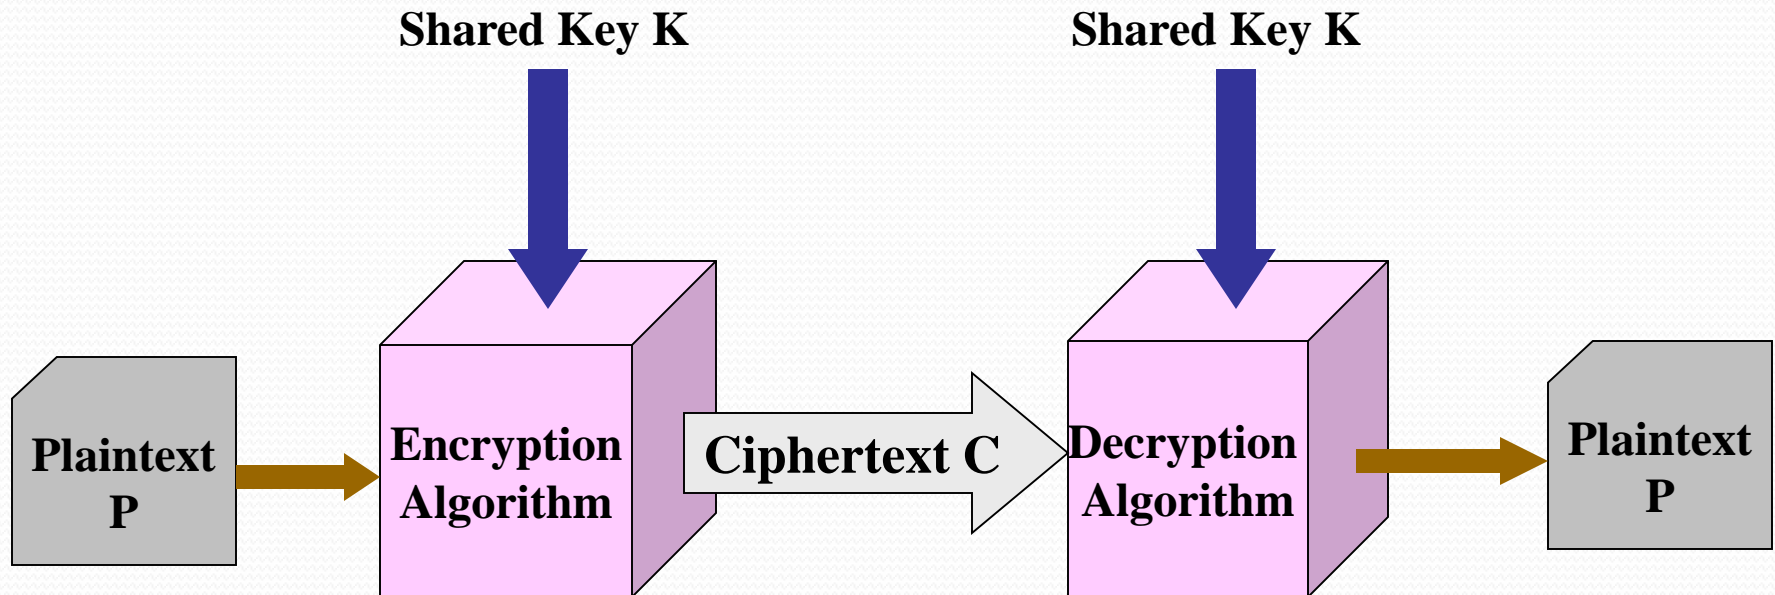 Shared Key K
Shared Key K
Plaintext
P
Encryption
Algorithm
Ciphertext C
Decryption
Algorithm
Plaintext
P